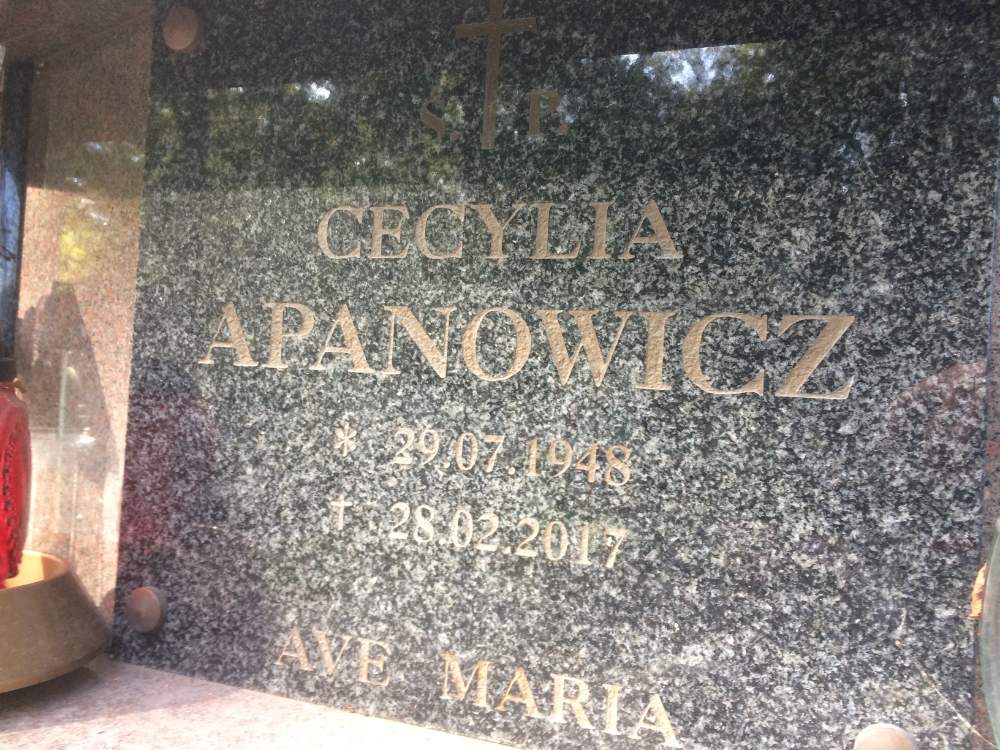 Ś. P.
CECYLIA
APANOWICZ
* 29.07.1948
† 28.02.2017
AVE MARIA